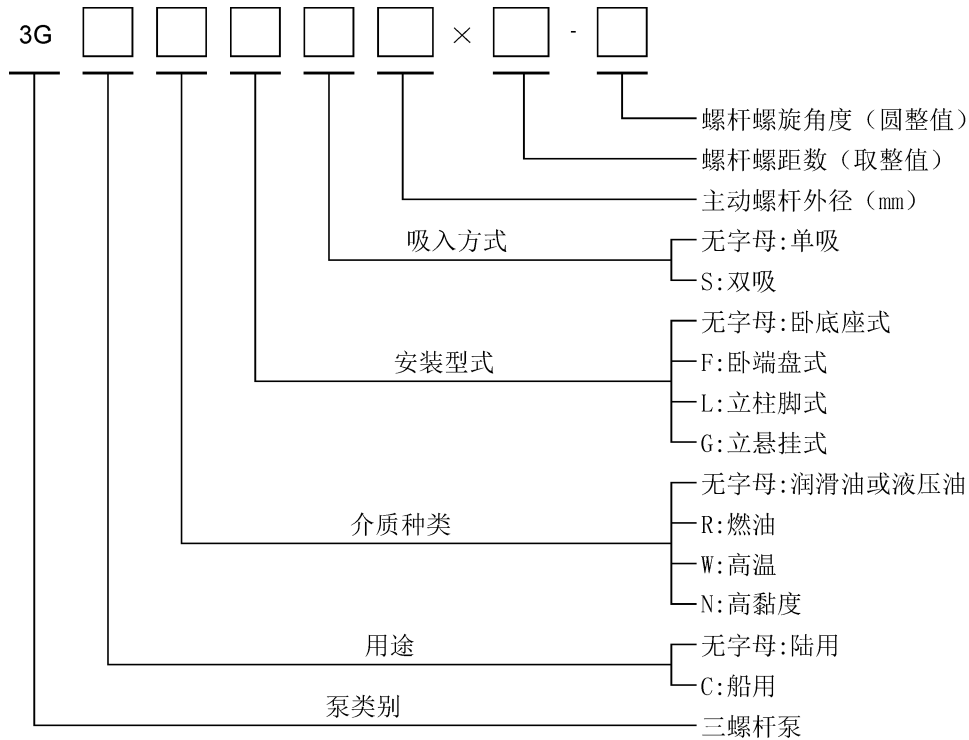 3G × -
螺杆螺旋角度（圆整值）
螺杆螺距数（取整值）
主动螺杆外径（mm）
吸入方式
无字母:单吸
S:双吸
安装型式
无字母:卧底座式
F:卧端盘式
L:立柱脚式
G:立悬挂式
介质种类
无字母:润滑油或液压油
R:燃油
W:高温
N:高黏度
用途
无字母:陆用
C:船用
泵类别
三螺杆泵